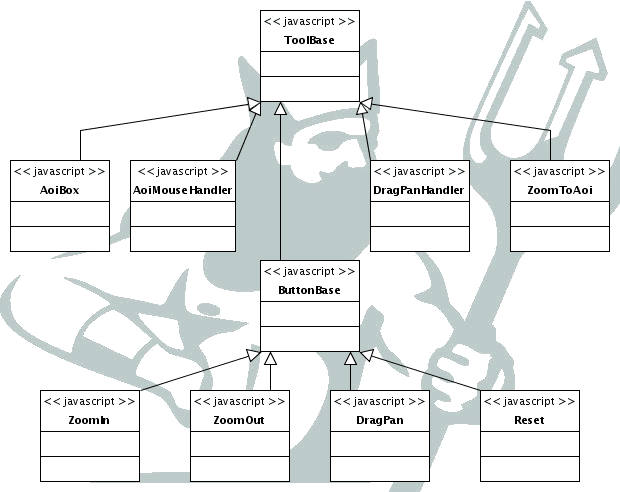 << javascript >>
ToolBase
<< javascript >>
AoiBox
<< javascript >>
AoiMouseHandler
<< javascript >>
DragPanHandler
<< javascript >>
ZoomToAoi
<< javascript >>
ButtonBase
<< javascript >>
ZoomIn
<< javascript >>
ZoomOut
<< javascript >>
DragPan
<< javascript >>
Reset